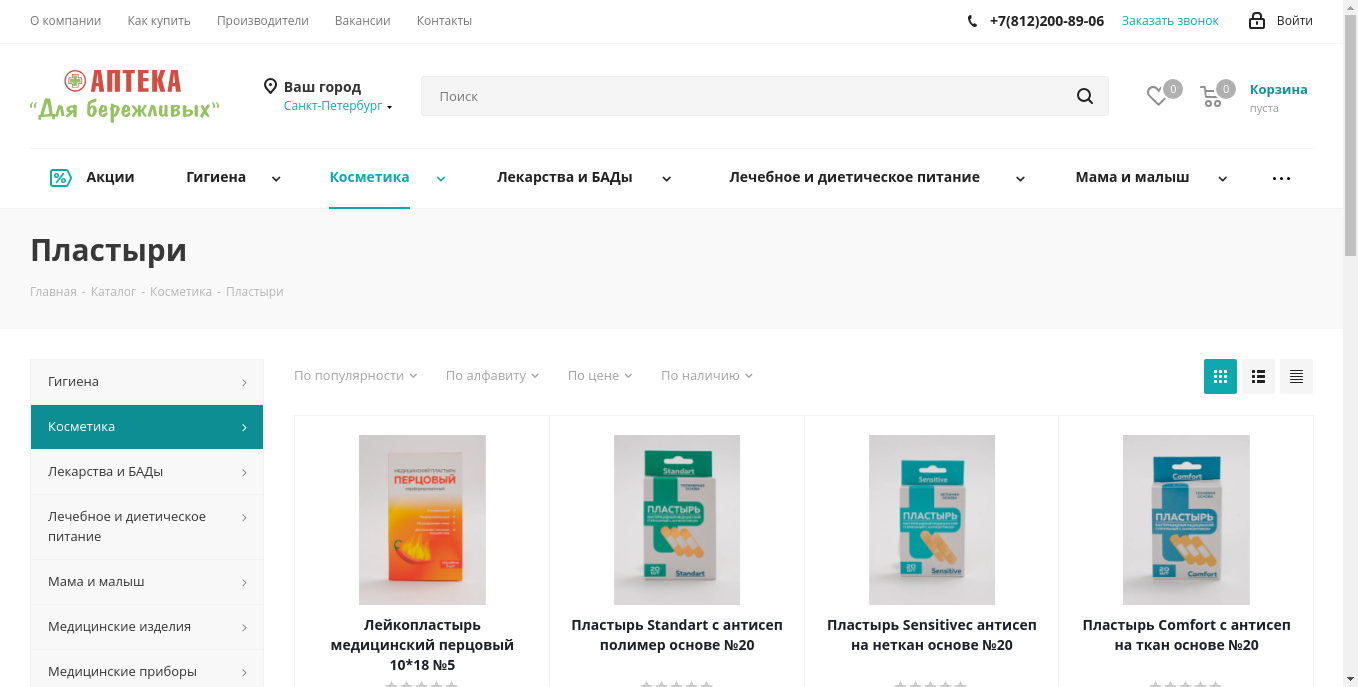 О компании Как купить Производители Вакансии Контакты +7(812)200-89-06 Заказать звонок Войти
АПТЕКА
“Для бережливых”
Ваш город
Санкт-Петербург
Поиск
0 0 Корзина
пуста
Акции Гигиена Косметика Лекарства и БАДы Лечебное и диетическое питание Мама и малыш ...
Пластыри
Главная - Каталог - Косметика - Пластыри
Гигиена
Косметика
Лекарства и БАДы
Лечебное и диетическое
питание
Мама и малыш
Медицинские изделия
Медицинские приборы
По популярности По алфавиту По цене По наличию
МЕДИЦИНСКИЙ ПЛАСТЫРЬ
ПЕРЦОВЫЙ
Лейкопластырь
медицинский перцовый
10*18 №5
Standart
ПЛАСТЫРЬ
20
ШТ
Standart
Пластырь Standart с антисеп
полимер основе №20
Sensitive
ПЛАСТЫРЬ
20
ШТ
Sensitive
Пластырь Sensitivec антисеп
на неткан основе №20
Comfort
ПЛАСТЫРЬ
20
ШТ
Comfort
Пластырь Comfort с антисеп
на ткан основе №20